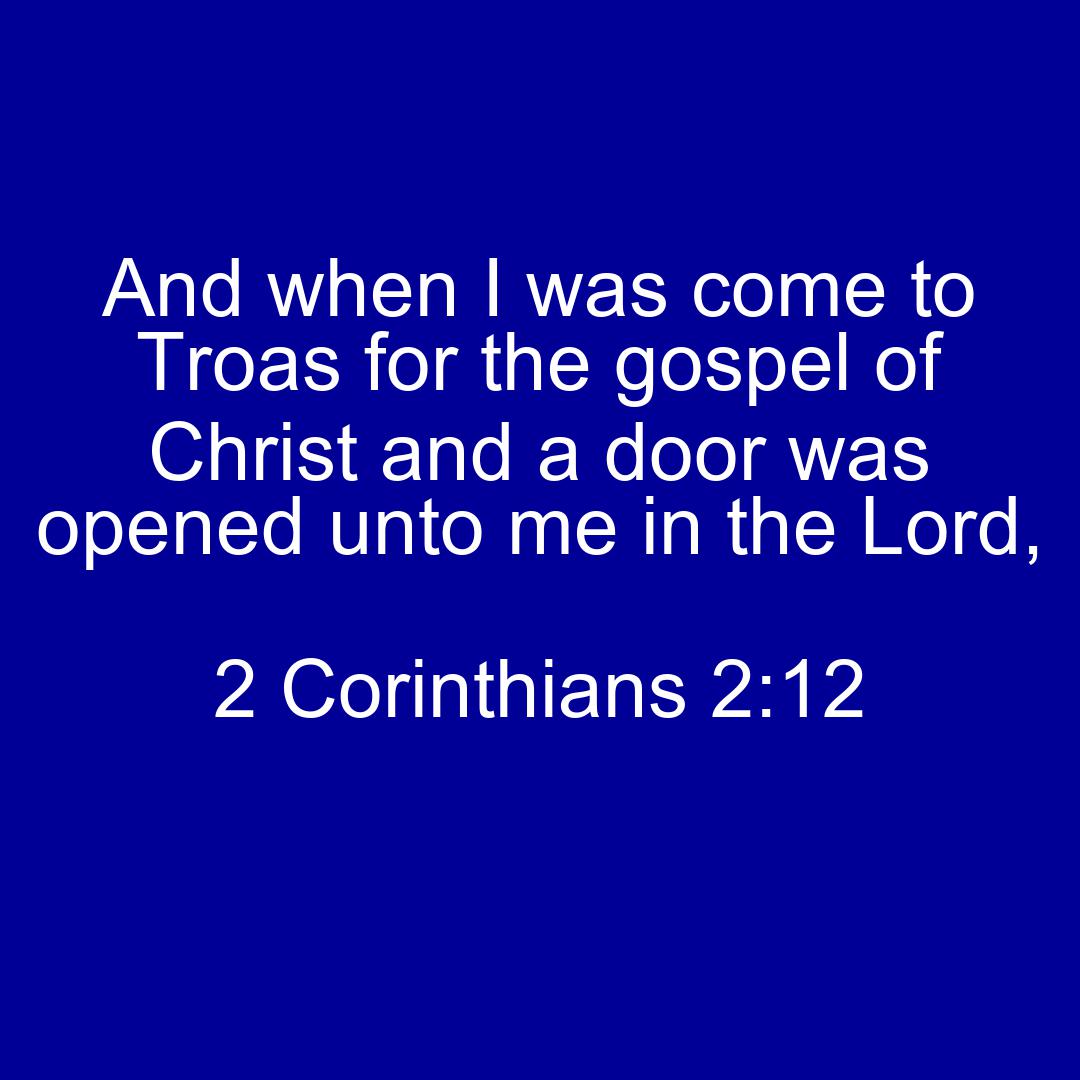 And when I was come to
Troas for the gospel of
Christ and a door was
opened unto me in the Lord,
2 Corinthians 2:12